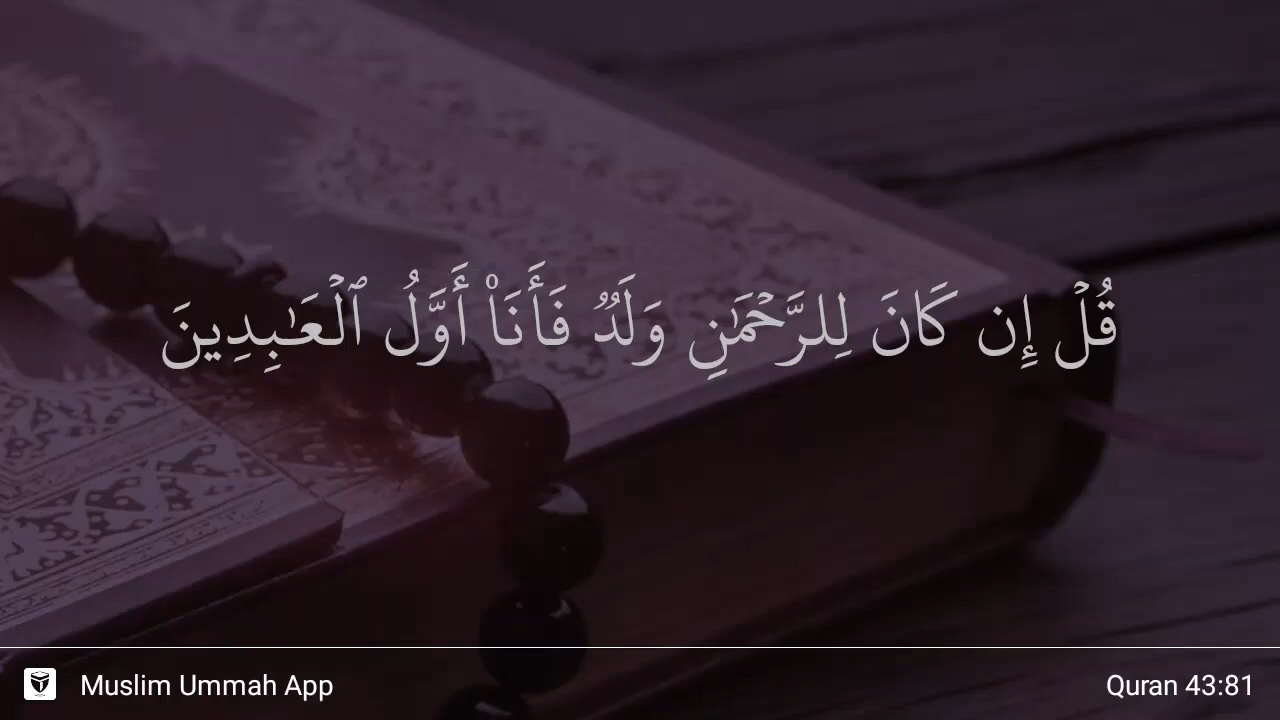 قُلْ إِن كَانَ لِلرَّحْمَٰنِ وَلَدٌ فَأَنَا۠ أَوَّلُ ٱلْعَٰبِدِينَ
Muslim Ummah App
Quran 43:81